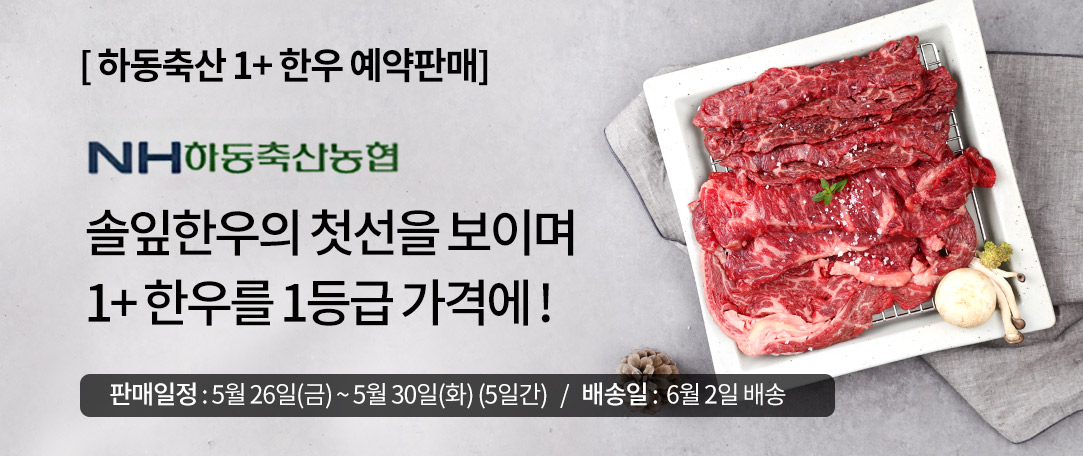 [ 하동축산 1+ 한우 예약판매]
NH하동축산농협
솔잎한우의 첫선을 보이며
1+ 한우를 1등급 가격에 !
판매일정 : 5월 26일(금) ~ 5월 30일(화) (5일간) / 배송일 : 6월 2일 배송